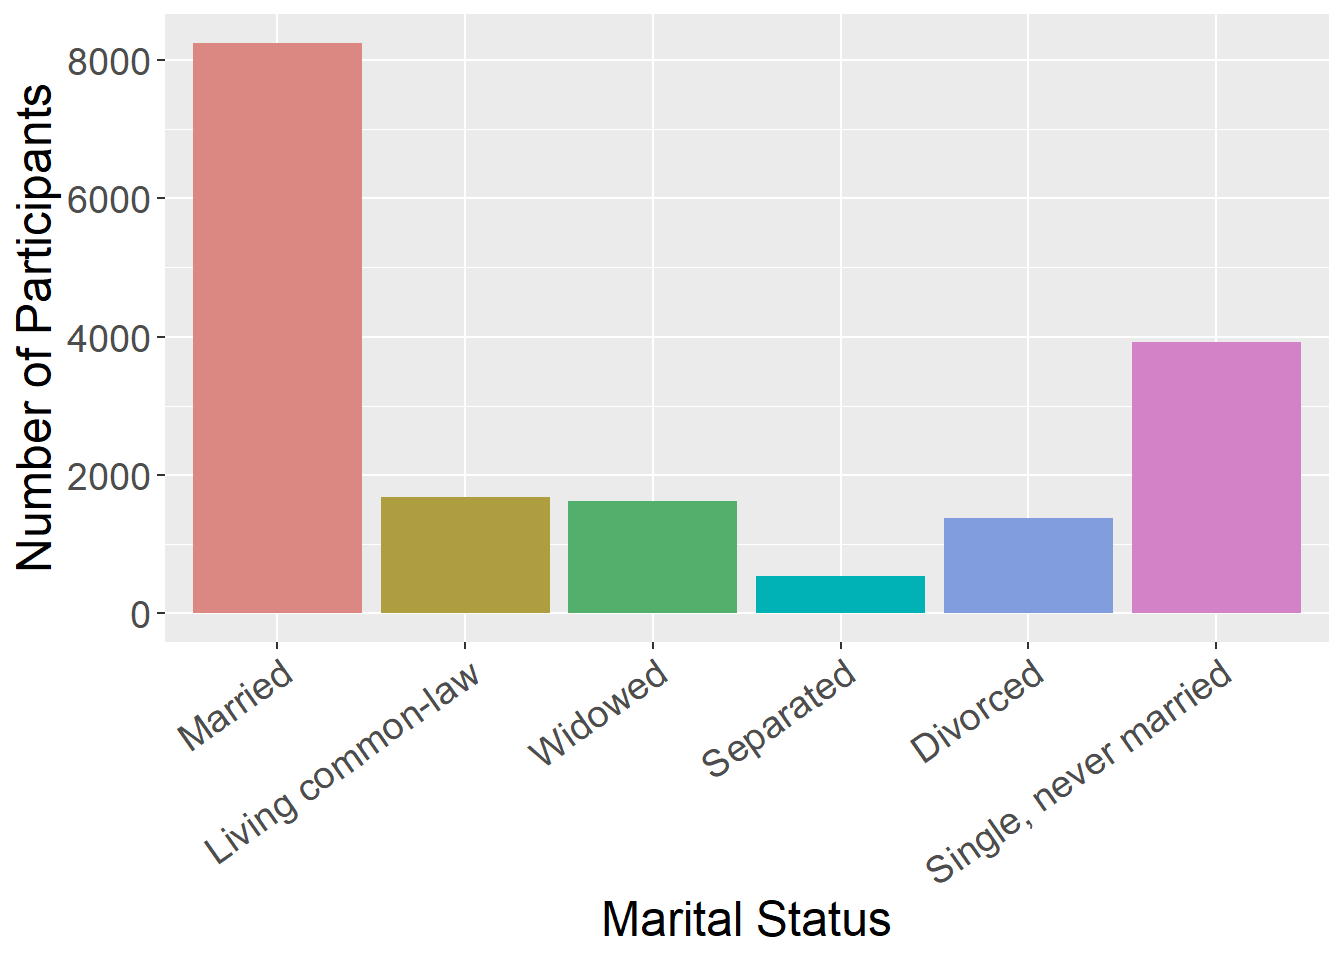 Number of Participants
8000
6000
4000
2000
0
Married
Living common-law
Widowed
Separated
Divorced
Single, never married
Marital Status